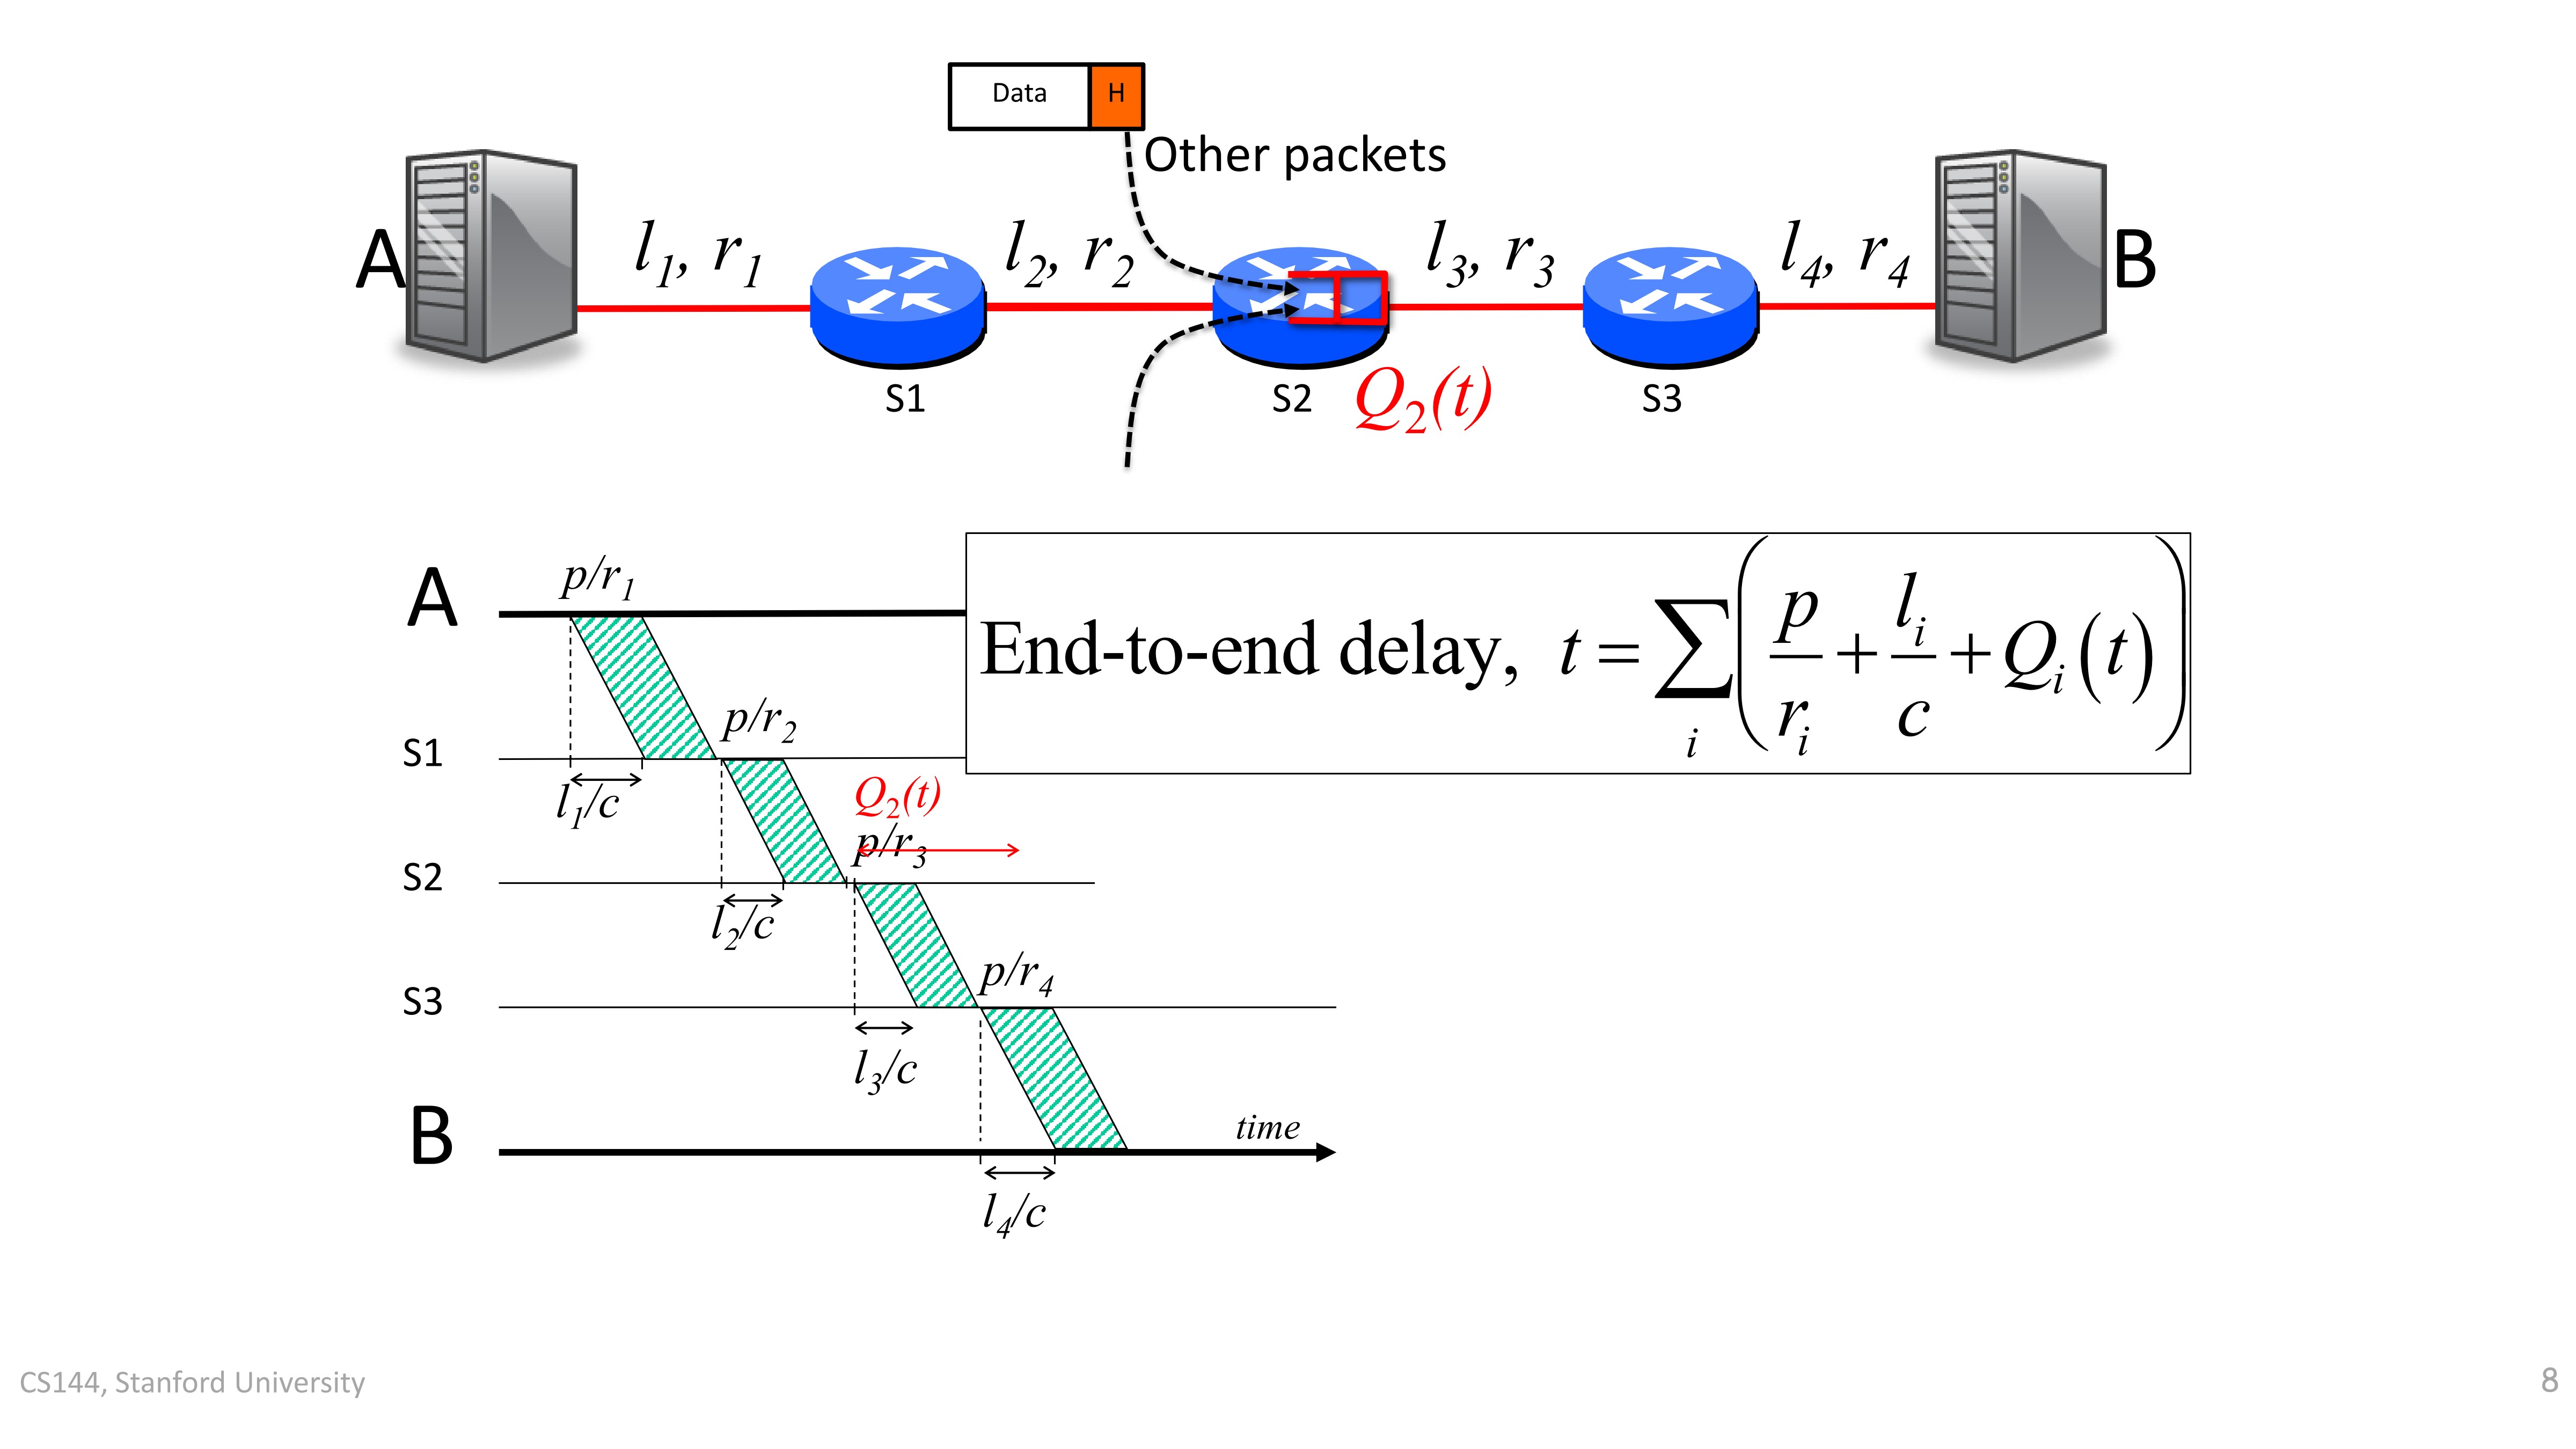 Data H
Other packets
A
l1, r1
l2, r2
l3, r3
l4, r4
B
S1
S2
Q2(t)
S3
A
p/r1
End-to-end delay, t = ∑i (p/ri + li/c + Qi(t))
p/r2
S1
l1/c
Q2(t)
p/r3
S2
l2/c
p/r4
S3
l3/c
B
time
l4/c
CS144, Stanford University
8